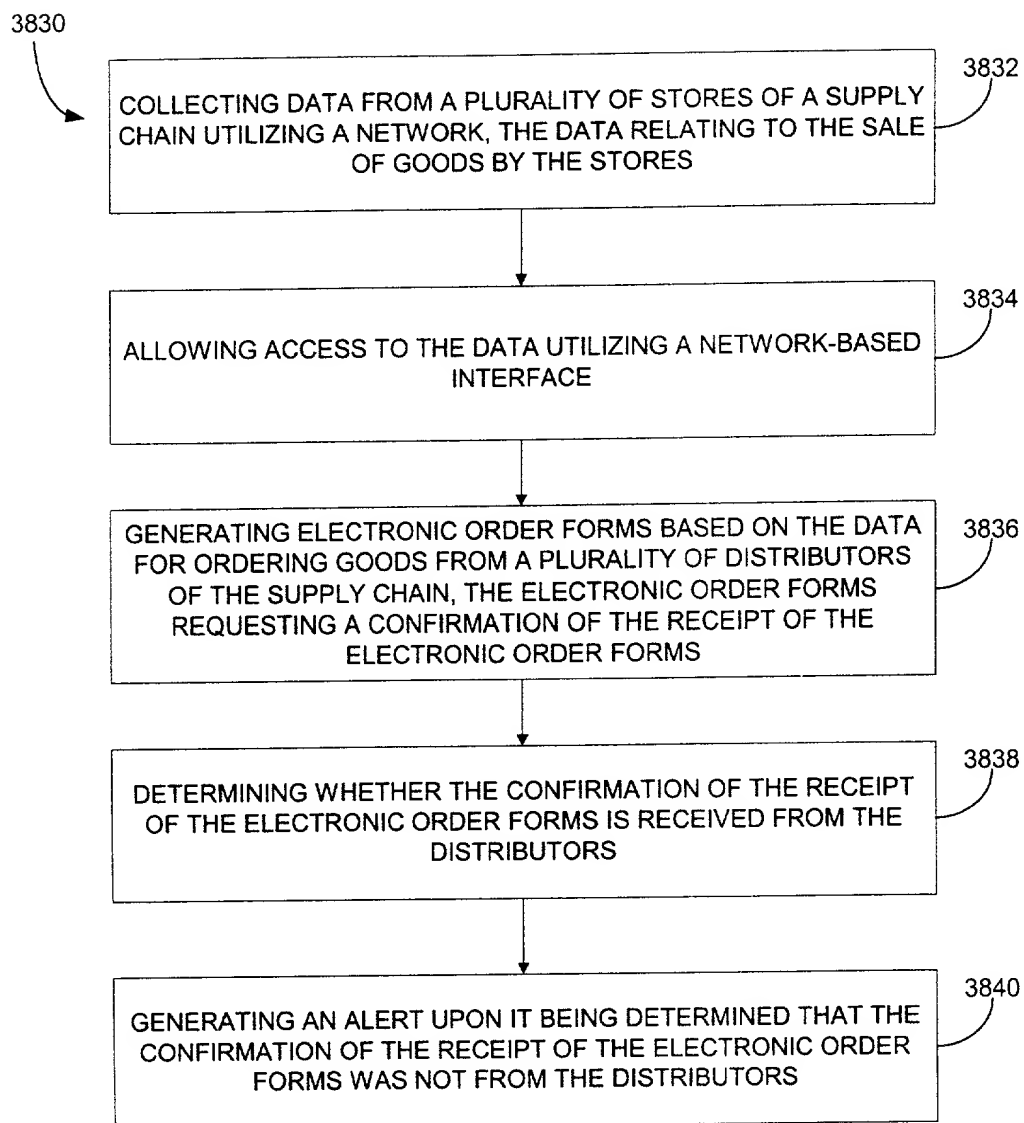 3830
3832
COLLECTING DATA FROM A PLURALITY OF STORES OF A SUPPLY
CHAIN UTILIZING A NETWORK, THE DATA RELATING TO THE SALE
OF GOODS BY THE STORES
3834
ALLOWING ACCESS TO THE DATA UTILIZING A NETWORK-BASED
INTERFACE
3836
GENERATING ELECTRONIC ORDER FORMS BASED ON THE DATA
FOR ORDERING GOODS FROM A PLURALITY OF DISTRIBUTORS
OF THE SUPPLY CHAIN, THE ELECTRONIC ORDER FORMS
REQUESTING A CONFIRMATION OF THE RECEIPT OF THE
ELECTRONIC ORDER FORMS
3838
DETERMINING WHETHER THE CONFIRMATION OF THE RECEIPT
OF THE ELECTRONIC ORDER FORMS IS RECEIVED FROM THE
DISTRIBUTORS
3840
GENERATING AN ALERT UPON IT BEING DETERMINED THAT THE
CONFIRMATION OF THE RECEIPT OF THE ELECTRONIC ORDER
FORMS WAS NOT FROM THE DISTRIBUTORS